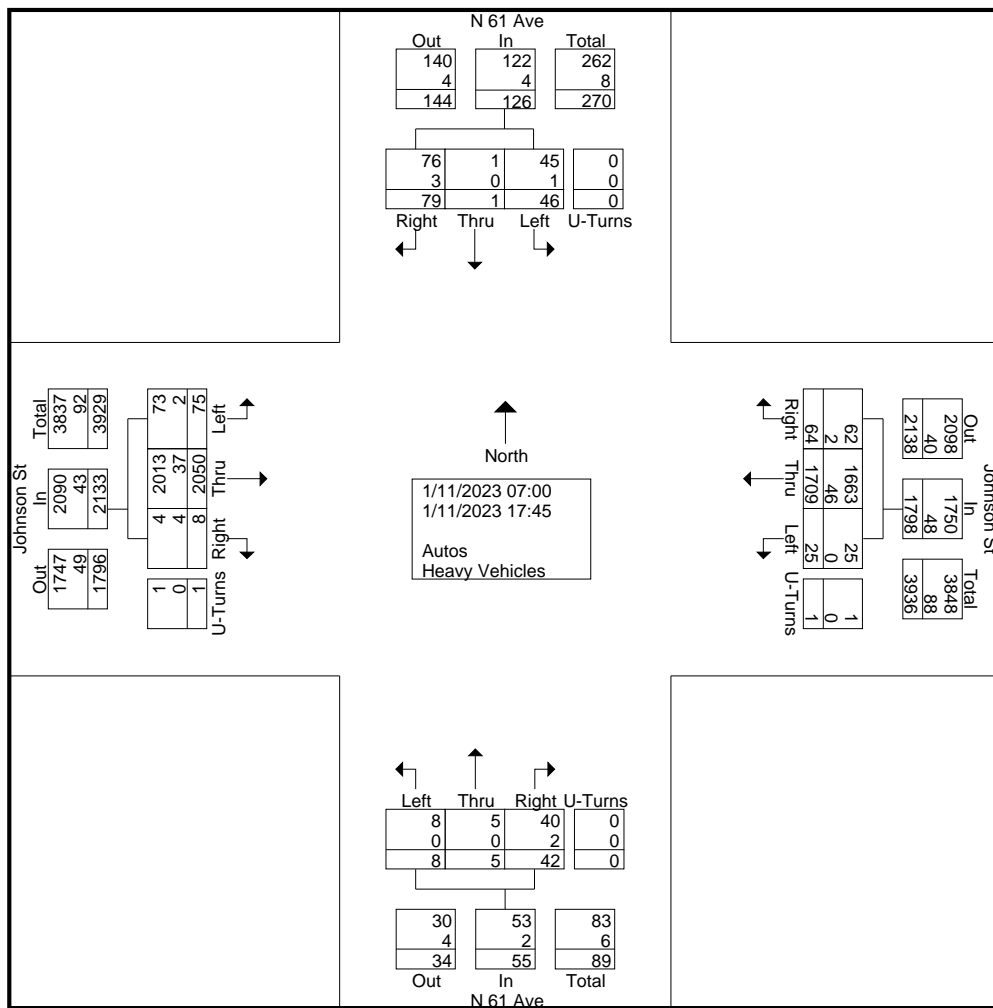 N 61 Ave
Out In Total
140 122 262
4 4 8
144 126 270
76 1 45 0
3 0 1 0
79 1 46 0
Right Thru Left U-Turns
Johnson St
Total In Out
3837 2090 1747
92 43 49
3929 2133 1796
73 2013 4 1
2 37 4 0
75 2050 8 1
Left Thru Right U-Turns
North
1/11/2023 07:00
1/11/2023 17:45
Autos
Heavy Vehicles
Right Thru Left U-Turns
64 1709 25 1
2 46 0 0
62 1663 25 1
Out In Total
2098 1750 3848
40 48 88
2138 1798 3936
Johnson St
Left Thru Right U-Turns
8 5 40 0
0 0 2 0
8 5 42 0
30 53 83
4 2 6
34 55 89
Out In Total
N 61 Ave